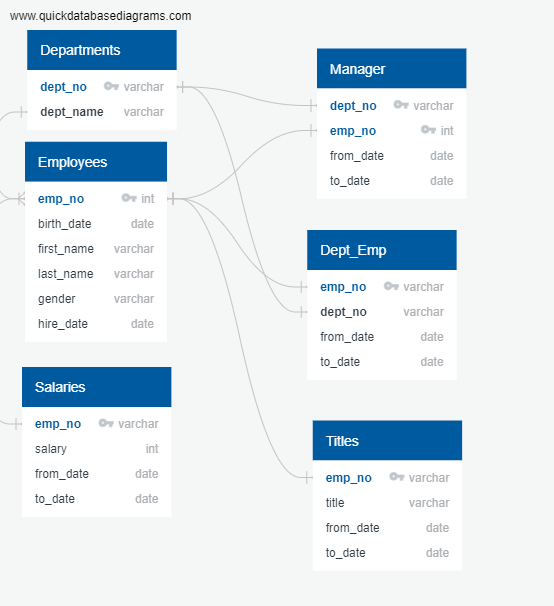 www.quickdatabasediagrams.com
Departments
dept_no varchar
dept_name varchar
Employees
emp_no int
birth_date date
first_name varchar
last_name varchar
gender varchar
hire_date date
Salaries
emp_no varchar
salary int
from_date date
to_date date
Manager
dept_no varchar
emp_no int
from_date date
to_date date
Dept_Emp
emp_no varchar
dept_no varchar
from_date date
to_date date
Titles
emp_no varchar
title varchar
from_date date
to_date date